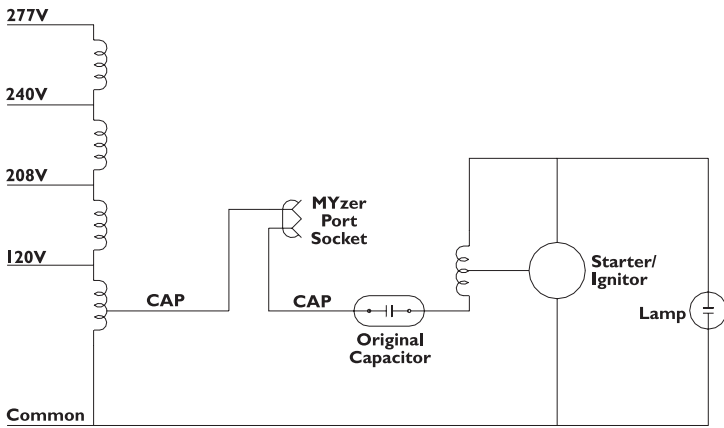 277V
240V
208V
120V
MYzer
Port
Socket
CAP
CAP
Original
Capacitor
Starter/
Ignitor
Lamp
Common